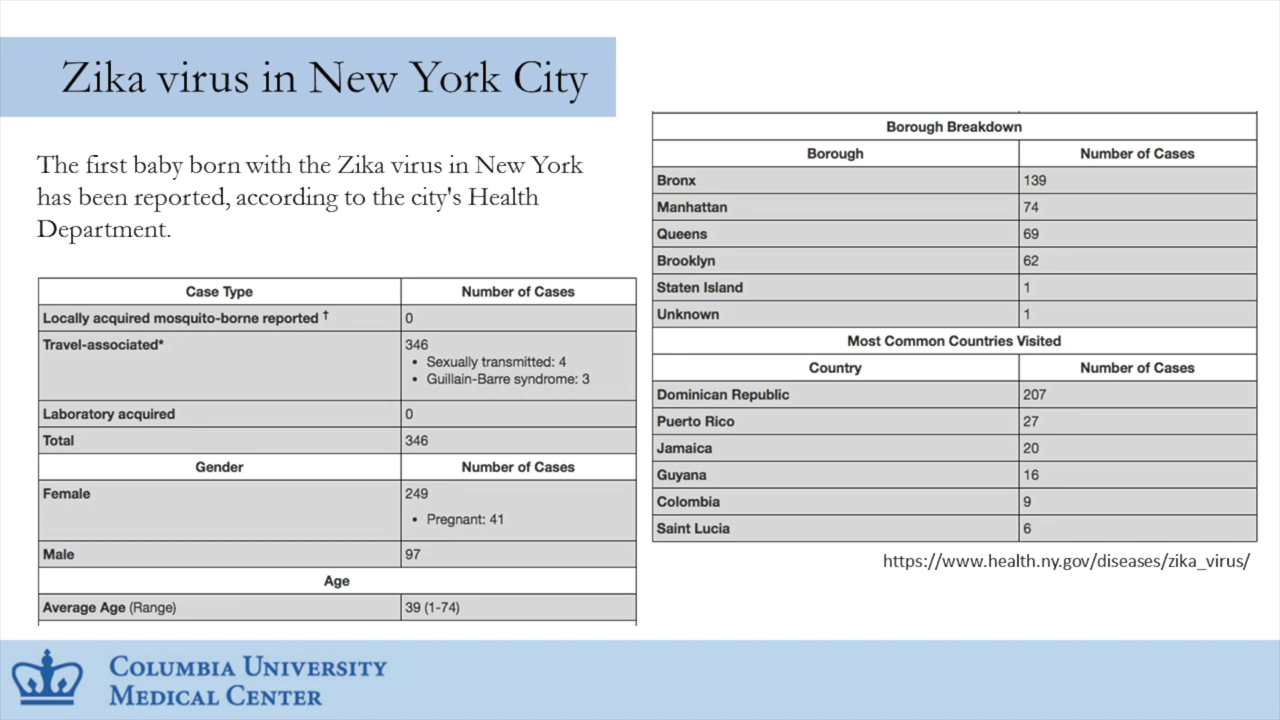 Zika virus in New York City
The first baby born with the Zika virus in New York
has been reported, according to the city's Health
Department.
Case Type Number of Cases
Locally acquired mosquito-borne reported † 0
Travel-associated* 346
• Sexually transmitted: 4
• Guillain-Barre syndrome: 3
Laboratory acquired 0
Total 346
Gender Number of Cases
Female 249
• Pregnant: 41
Male 97
Age
Average Age (Range) 39 (1-74)
Borough Breakdown
Borough Number of Cases
Bronx 139
Manhattan 74
Queens 69
Brooklyn 62
Staten Island 1
Unknown 1
Most Common Countries Visited
Country Number of Cases
Dominican Republic 207
Puerto Rico 27
Jamaica 20
Guyana 16
Colombia 9
Saint Lucia 6
https://www.health.ny.gov/diseases/zika_virus/
COLUMBIA UNIVERSITY
MEDICAL CENTER